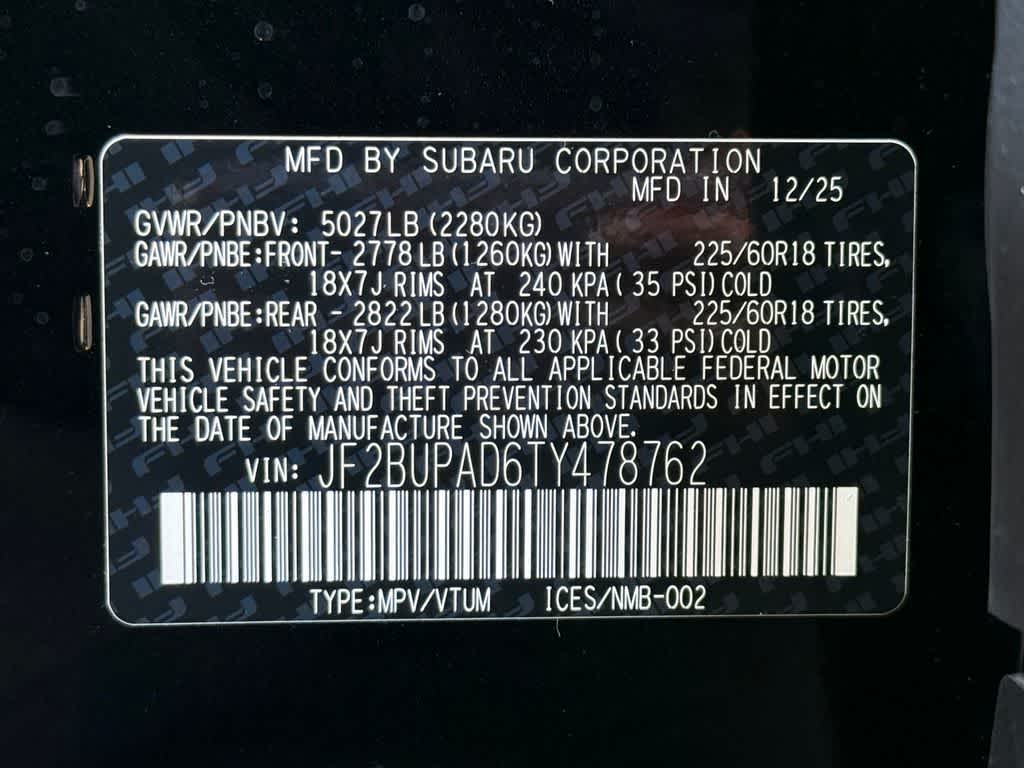 MFD BY SUBARU CORPORATION
MFD IN 12/25
GVWR/PNBV: 5027LB (2280KG)
GAWR/PNBE:FRONT- 2778 LB (1260KG) WITH 225/60R18 TIRES,
18X7J RIMS AT 240 KPA ( 35 PSI) COLD
GAWR/PNBE:REAR - 2822 LB (1280KG) WITH 225/60R18 TIRES,
18X7J RIMS AT 230 KPA ( 33 PSI) COLD
THIS VEHICLE CONFORMS TO ALL APPLICABLE FEDERAL MOTOR
VEHICLE SAFETY AND THEFT PREVENTION STANDARDS IN EFFECT ON
THE DATE OF MANUFACTURE SHOWN ABOVE.
VIN: JF2BUPAD6TY478762
TYPE:MPV/VTUM ICES/NMB-002